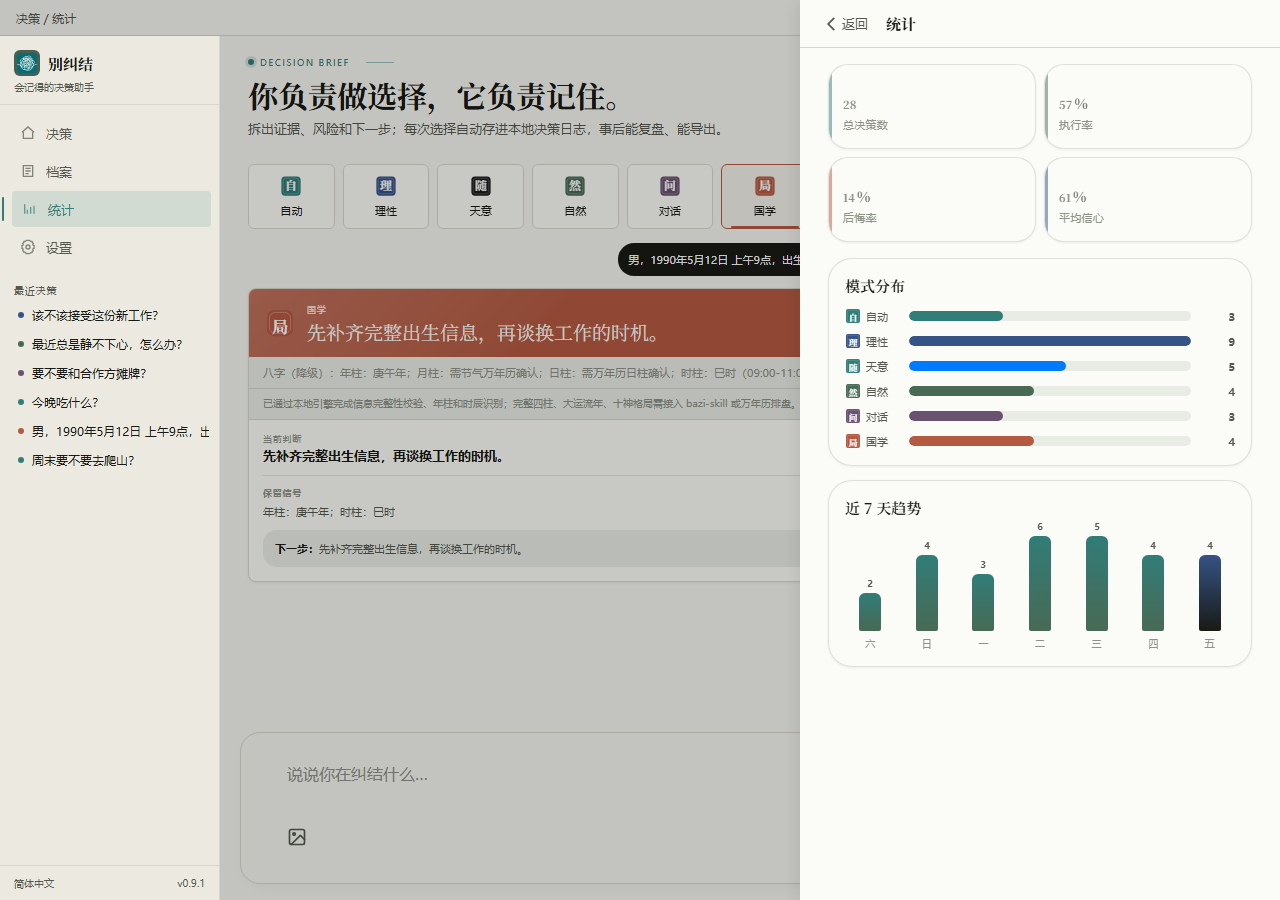 决策 / 统计
别纠结
会记得的决策助手
决策
档案
统计
设置
最近决策
该不该接受这份新工作？
最近总是静不下心，怎么办？
要不要和合作方摊牌？
今晚吃什么？
男，1990年5月12日 上午9点，出
周末要不要去爬山？
简体中文
v0.9.1
DECISION BRIEF
你负责做选择，它负责记住。
拆出证据、风险和下一步；每次选择自动存进本地决策日志，事后能复盘、能导出。
自
自动
理
理性
随
天意
然
自然
问
对话
局
国学
男，1990年5月12日 上午9点，出生
国学
局
先补齐完整出生信息，再谈换工作的时机。
八字（降级）：年柱：庚午年；月柱：需节气万年历确认；日柱：需万年历日柱确认；时柱：巳时（09:00-11:0
已通过本地引擎完成信息完整性校验、年柱和时辰识别；完整四柱、大运流年、十神格局需接入 bazi-skill 或万年历排盘。
当前判断
先补齐完整出生信息，再谈换工作的时机。
保留信号
年柱：庚午年；时柱：巳时
下一步：先补齐完整出生信息，再谈换工作的时机。
说说你在纠结什么...
返回
统计
28
总决策数
57%
执行率
14%
后悔率
61%
平均信心
模式分布
自 自动 3
理 理性 9
随 天意 5
然 自然 4
问 对话 3
局 国学 4
近 7 天趋势
2 4 3 6 5 4 4
六 日 一 二 三 四 五